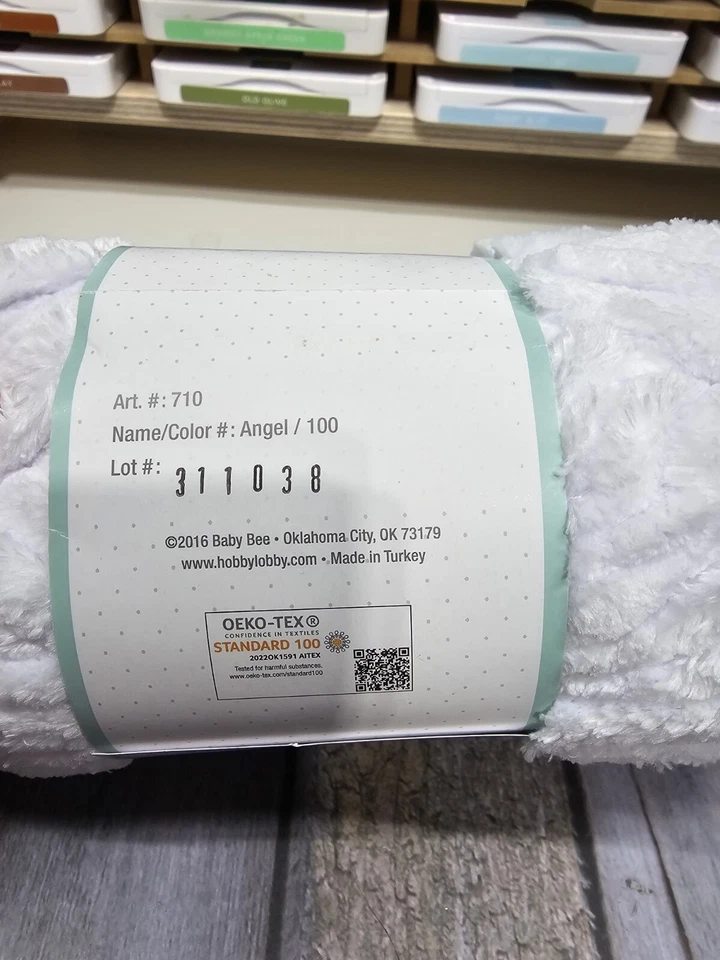 OLD OLIVE
Art. #: 710
Name/Color #: Angel / 100
Lot #: 311038
©2016 Baby Bee • Oklahoma City, OK 73179
www.hobbylobby.com • Made in Turkey
OEKO-TEX®
CONFIDENCE IN TEXTILES
STANDARD 100
2022OK1591 AITEX
Tested for harmful substances.
www.oeko-tex.com/standard100